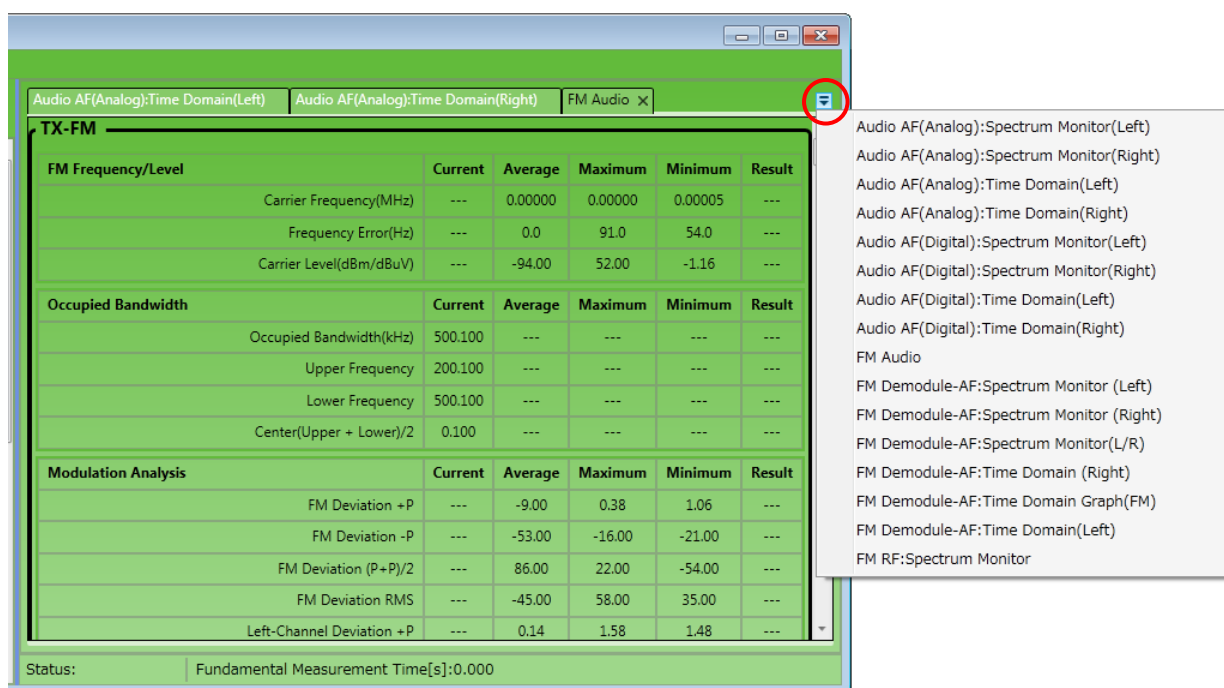 Audio AF(Analog):Time Domain(Left) Audio AF(Analog):Time Domain(Right) FM Audio
TX-FM
FM Frequency/Level Current Average Maximum Minimum Result
Carrier Frequency(MHz) --- 0.00000 0.00000 0.00005 ---
Frequency Error(Hz) --- 0.0 91.0 54.0 ---
Carrier Level(dBm/dBuV) --- -94.00 52.00 -1.16 ---
Occupied Bandwidth Current Average Maximum Minimum Result
Occupied Bandwidth(kHz) 500.100 --- --- --- ---
Upper Frequency 200.100 --- --- --- ---
Lower Frequency 500.100 --- --- --- ---
Center(Upper + Lower)/2 0.100 --- --- --- ---
Modulation Analysis Current Average Maximum Minimum Result
FM Deviation +P --- -9.00 0.38 1.06 ---
FM Deviation -P --- -53.00 -16.00 -21.00 ---
FM Deviation (P+P)/2 --- 86.00 22.00 -54.00 ---
FM Deviation RMS --- -45.00 58.00 35.00 ---
Left-Channel Deviation +P --- 0.14 1.58 1.48 ---
Status: Fundamental Measurement Time[s]:0.000
Audio AF(Analog):Spectrum Monitor(Left)
Audio AF(Analog):Spectrum Monitor(Right)
Audio AF(Analog):Time Domain(Left)
Audio AF(Analog):Time Domain(Right)
Audio AF(Digital):Spectrum Monitor(Left)
Audio AF(Digital):Spectrum Monitor(Right)
Audio AF(Digital):Time Domain(Left)
Audio AF(Digital):Time Domain(Right)
FM Audio
FM Demodule-AF:Spectrum Monitor (Left)
FM Demodule-AF:Spectrum Monitor (Right)
FM Demodule-AF:Spectrum Monitor(L/R)
FM Demodule-AF:Time Domain (Right)
FM Demodule-AF:Time Domain Graph(FM)
FM Demodule-AF:Time Domain(Left)
FM RF:Spectrum Monitor